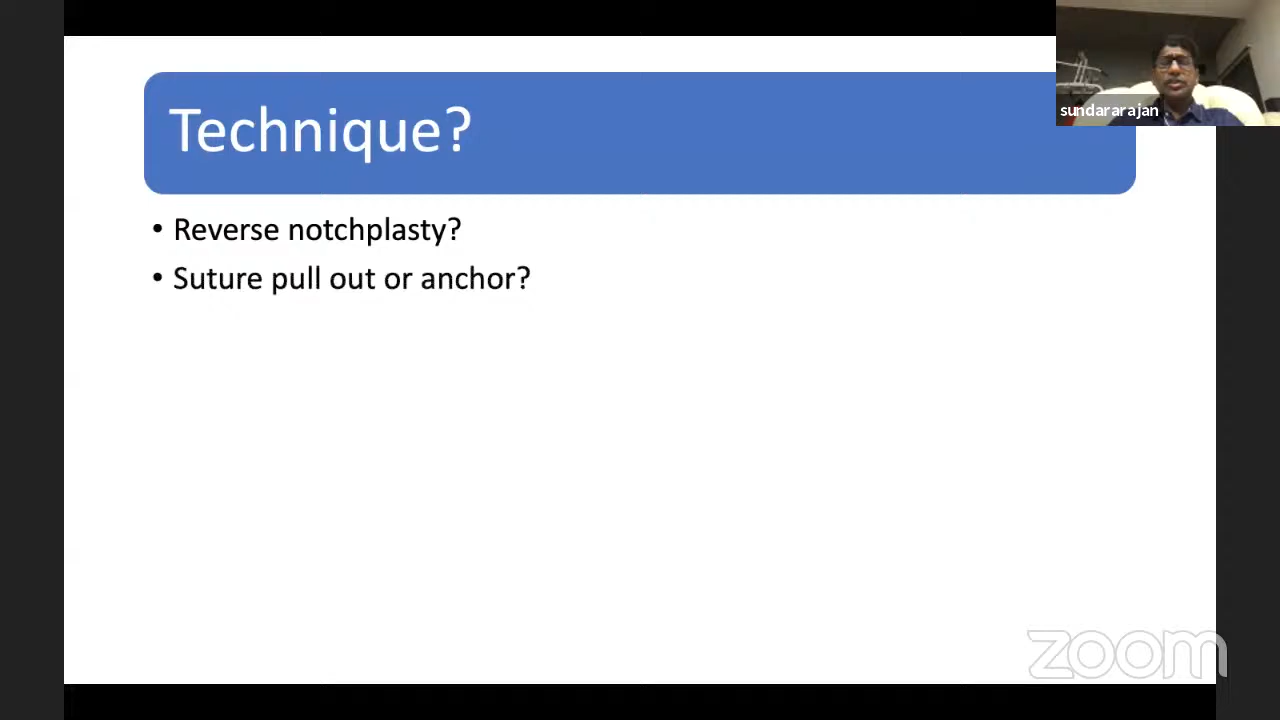 Technique?
sundararajan
• Reverse notchplasty?
• Suture pull out or anchor?
zoom